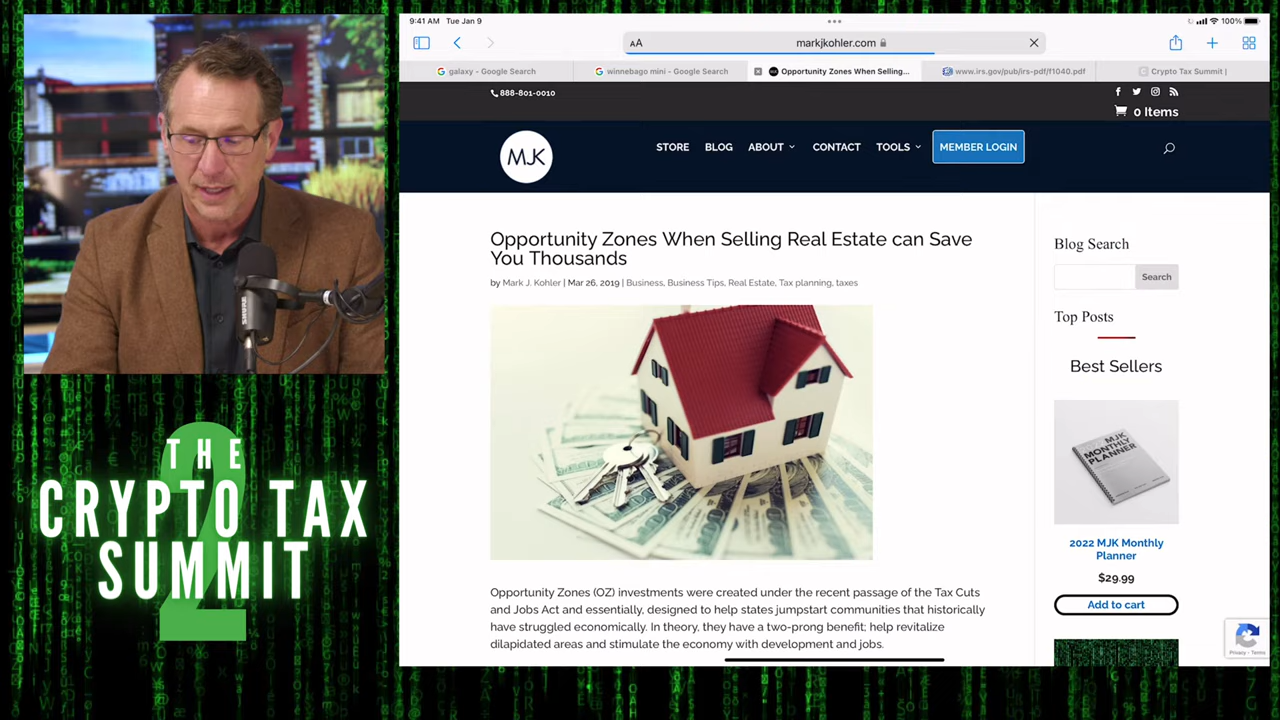 9:41 AM Tue Jan 9
100%
AA
markjkohler.com
galaxy - Google Search
winnebago mini - Google Search
Opportunity Zones When Selling...
www.irs.gov/pub/irs-pdf/f1040.pdf
Crypto Tax Summit |
888-801-0010
0 Items
MJK
STORE
BLOG
ABOUT
CONTACT
TOOLS
MEMBER LOGIN
Opportunity Zones When Selling Real Estate can Save
You Thousands
by Mark J. Kohler | Mar 26, 2019 | Business, Business Tips, Real Estate, Tax planning, taxes
Opportunity Zones (OZ) investments were created under the recent passage of the Tax Cuts
and Jobs Act and essentially, designed to help states jumpstart communities that historically
have struggled economically. In theory, they have a two-prong benefit; help revitalize
dilapidated areas and stimulate the economy with development and jobs.
Blog Search
Search
Top Posts
Best Sellers
MJK
MONTHLY
PLANNER
2022 MJK Monthly
Planner
$29.99
Add to cart
Privacy - Terms
SHURE
2
THE
CRYPTO TAX
SUMMIT